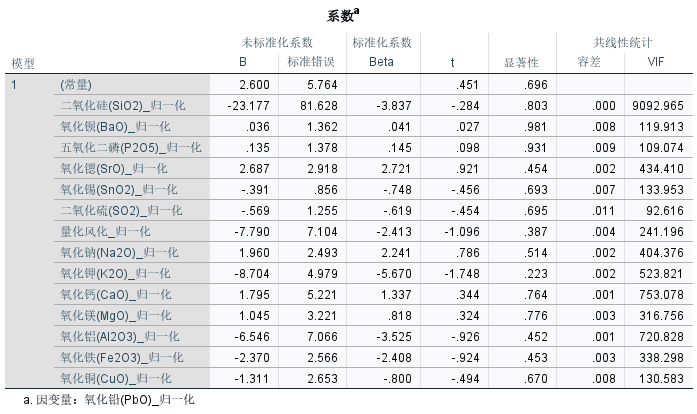 系数a
未标准化系数 标准化系数 共线性统计
模型 B 标准错误 Beta t 显著性 容差 VIF
1 (常量) 2.600 5.764 .451 .696
二氧化硅(SiO2)_归一化 -23.177 81.628 -3.837 -.284 .803 .000 9092.965
氧化钡(BaO)_归一化 .036 1.362 .041 .027 .981 .008 119.913
五氧化二磷(P2O5)_归一化 .135 1.378 .145 .098 .931 .009 109.074
氧化锶(SrO)_归一化 2.687 2.918 2.721 .921 .454 .002 434.410
氧化锡(SnO2)_归一化 -.391 .856 -.748 -.456 .693 .007 133.953
二氧化硫(SO2)_归一化 -.569 1.255 -.619 -.454 .695 .011 92.616
量化风化_归一化 -7.790 7.104 -2.413 -1.096 .387 .004 241.196
氧化钠(Na2O)_归一化 1.960 2.493 2.241 .786 .514 .002 404.376
氧化钾(K2O)_归一化 -8.704 4.979 -5.670 -1.748 .223 .002 523.821
氧化钙(CaO)_归一化 1.795 5.221 1.337 .344 .764 .001 753.078
氧化镁(MgO)_归一化 1.045 3.221 .818 .324 .776 .003 316.756
氧化铝(Al2O3)_归一化 -6.546 7.066 -3.525 -.926 .452 .001 720.828
氧化铁(Fe2O3)_归一化 -2.370 2.566 -2.408 -.924 .453 .003 338.298
氧化铜(CuO)_归一化 -1.311 2.653 -.800 -.494 .670 .008 130.583
a. 因变量：氧化铅(PbO)_归一化